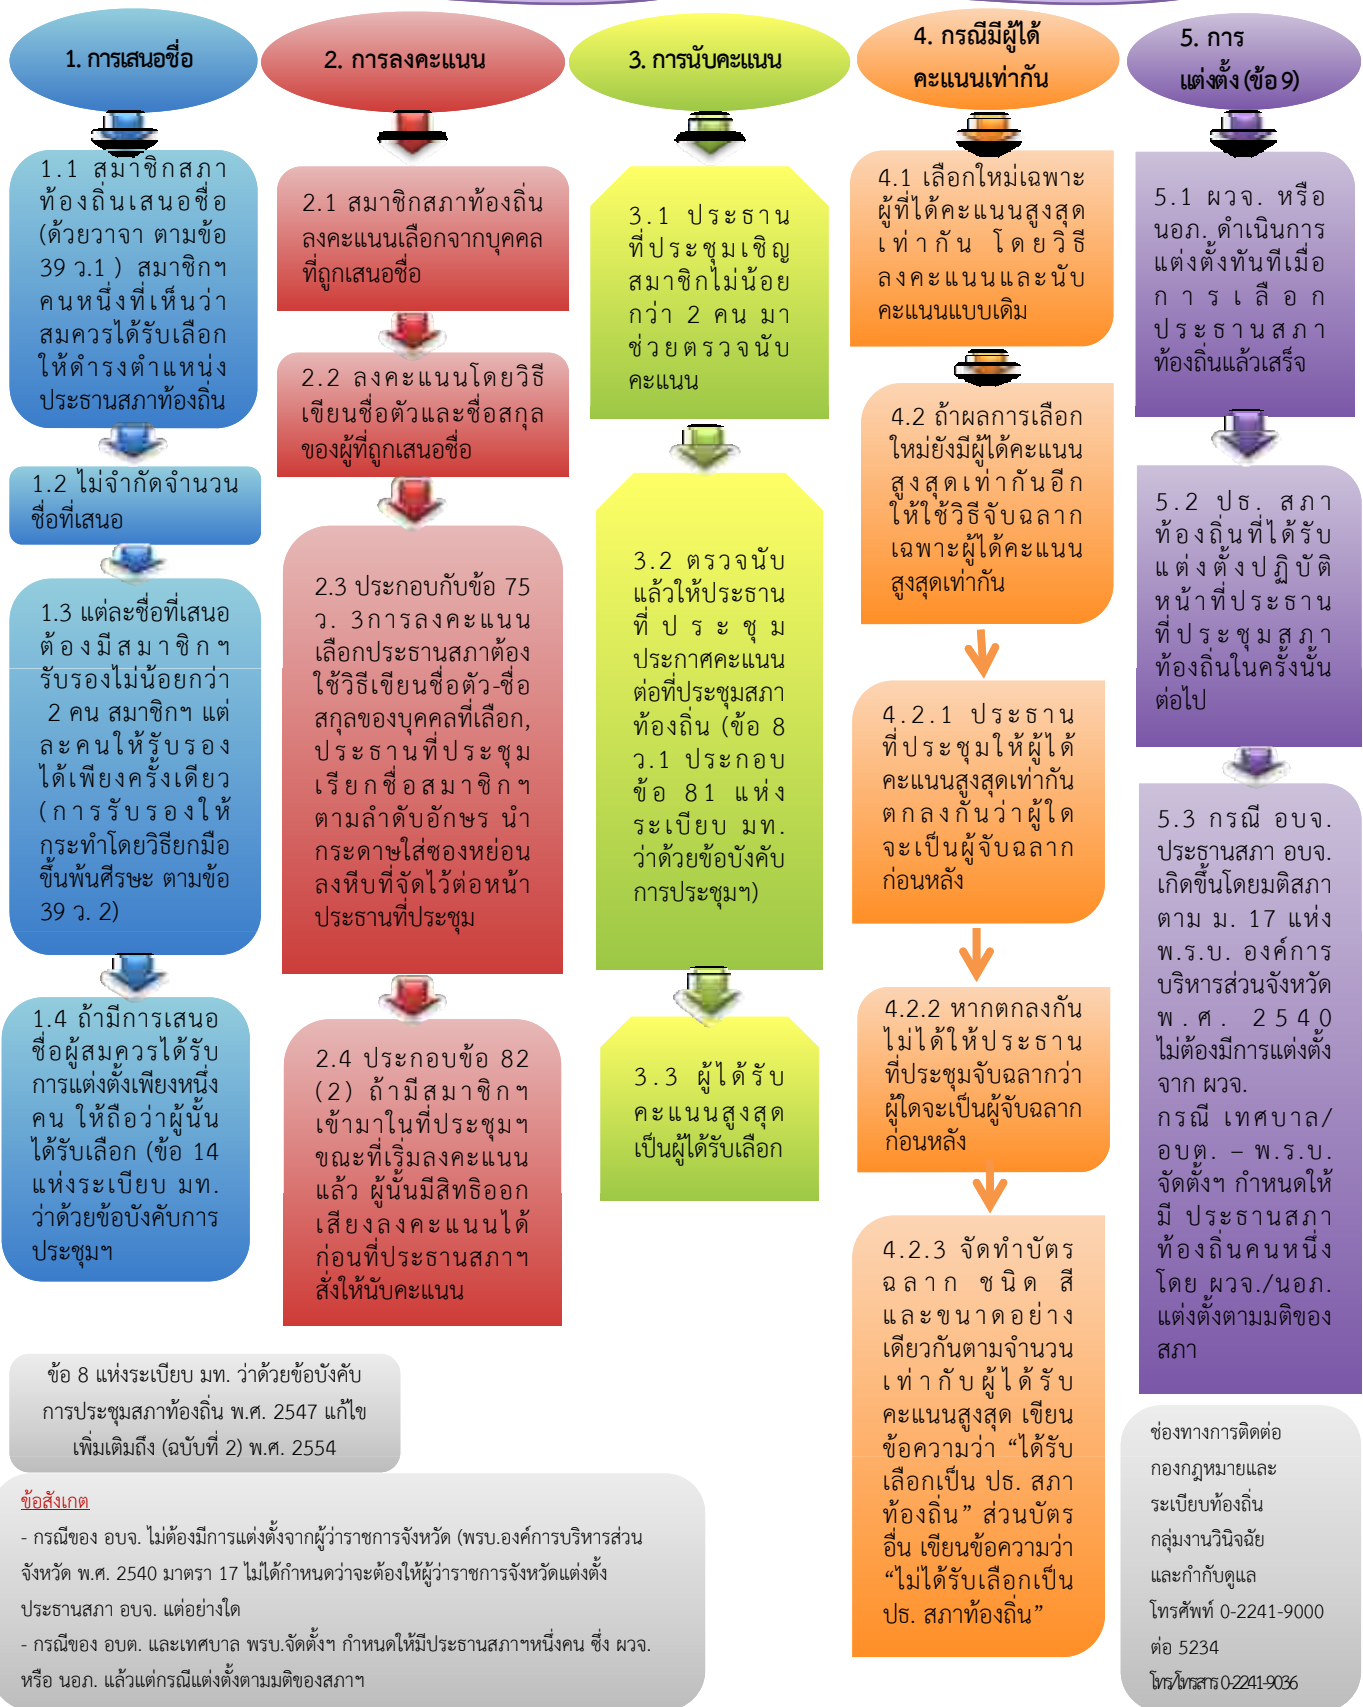 1. การเสนอชื่อ
1.1 สมาชิกสภา
ท้องถิ่นเสนอชื่อ
(ด้วยวาจา ตามข้อ
39 ว.1 ) สมาชิกฯ
คนหนึ่งที่เห็นว่า
สมควรได้รับเลือก
ให้ดำรงตำแหน่ง
ประธานสภาท้องถิ่น
1.2 ไม่จำกัดจำนวน
ชื่อที่เสนอ
1.3 แต่ละชื่อที่เสนอ
ต้องมีสมาชิกฯ
รับรองไม่น้อยกว่า
2 คน สมาชิกฯ แต่
ละคนให้รับรอง
ได้เพียงครั้งเดียว
(การรับรองให้
กระทำโดยวิธียกมือ
ขึ้นพ้นศีรษะ ตามข้อ
39 ว. 2)
1.4 ถ้ามีการเสนอ
ชื่อผู้สมควรได้รับ
การแต่งตั้งเพียงหนึ่ง
คน ให้ถือว่าผู้นั้น
ได้รับเลือก (ข้อ 14
แห่งระเบียบ มท.
ว่าด้วยข้อบังคับการ
ประชุมฯ
2. การลงคะแนน
2.1 สมาชิกสภาท้องถิ่น
ลงคะแนนเลือกจากบุคคล
ที่ถูกเสนอชื่อ
2.2 ลงคะแนนโดยวิธี
เขียนชื่อตัวและชื่อสกุล
ของผู้ที่ถูกเสนอชื่อ
2.3 ประกอบกับข้อ 75
ว. 3การลงคะแนน
เลือกประธานสภาต้อง
ใช้วิธีเขียนชื่อตัว-ชื่อ
สกุลของบุคคลที่เลือก,
ประธานที่ประชุม
เรียกชื่อสมาชิกฯ
ตามลำดับอักษร นำ
กระดาษใส่ซองหย่อน
ลงหีบที่จัดไว้ต่อหน้า
ประธานที่ประชุม
2.4 ประกอบข้อ 82
(2) ถ้ามีสมาชิกฯ
เข้ามาในที่ประชุมฯ
ขณะที่เริ่มลงคะแนน
แล้ว ผู้นั้นมีสิทธิออก
เสียงลงคะแนนได้
ก่อนที่ประธานสภาฯ
สั่งให้นับคะแนน
3. การนับคะแนน
3.1 ประธาน
ที่ประชุมเชิญ
สมาชิกไม่น้อย
กว่า 2 คน มา
ช่วยตรวจนับ
คะแนน
3.2 ตรวจนับ
แล้วให้ประธาน
ที่ประชุม
ประกาศคะแนน
ต่อที่ประชุมสภา
ท้องถิ่น (ข้อ 8
ว.1 ประกอบ
ข้อ 81 แห่ง
ระเบียบ มท.
ว่าด้วยข้อบังคับ
การประชุมฯ)
3.3 ผู้ได้รับ
คะแนนสูงสุด
เป็นผู้ได้รับเลือก
4. กรณีมีผู้ได้
คะแนนเท่ากัน
4.1 เลือกใหม่เฉพาะ
ผู้ที่ได้คะแนนสูงสุด
เท่ากัน โดยวิธี
ลงคะแนนและนับ
คะแนนแบบเดิม
4.2 ถ้าผลการเลือก
ใหม่ยังมีผู้ได้คะแนน
สูงสุดเท่ากันอีก
ให้ใช้วิธีจับฉลาก
เฉพาะผู้ได้คะแนน
สูงสุดเท่ากัน
4.2.1 ประธาน
ที่ประชุมให้ผู้ได้
คะแนนสูงสุดเท่ากัน
ตกลงกันว่าผู้ใด
จะเป็นผู้จับฉลาก
ก่อนหลัง
4.2.2 หากตกลงกัน
ไม่ได้ให้ประธาน
ที่ประชุมจับฉลากว่า
ผู้ใดจะเป็นผู้จับฉลาก
ก่อนหลัง
4.2.3 จัดทำบัตร
ฉลาก ชนิด สี
และขนาดอย่าง
เดียวกันตามจำนวน
เท่ากับผู้ได้รับ
คะแนนสูงสุด เขียน
ข้อความว่า “ได้รับ
เลือกเป็น ปธ. สภา
ท้องถิ่น” ส่วนบัตร
อื่น เขียนข้อความว่า
“ไม่ได้รับเลือกเป็น
ปธ. สภาท้องถิ่น”
5. การ
แต่งตั้ง (ข้อ 9)
5.1 ผวจ. หรือ
นอภ. ดำเนินการ
แต่งตั้งทันทีเมื่อ
การเลือก
ประธานสภา
ท้องถิ่นแล้วเสร็จ
5.2 ปธ. สภา
ท้องถิ่นที่ได้รับ
แต่งตั้งปฏิบัติ
หน้าที่ประธาน
ที่ประชุมสภา
ท้องถิ่นในครั้งนั้น
ต่อไป
5.3 กรณี อบจ.
ประธานสภา อบจ.
เกิดขึ้นโดยมติสภา
ตาม ม. 17 แห่ง
พ.ร.บ. องค์การ
บริหารส่วนจังหวัด
พ.ศ. 2540
ไม่ต้องมีการแต่งตั้ง
จาก ผวจ.
กรณี เทศบาล/
อบต. – พ.ร.บ.
จัดตั้งฯ กำหนดให้
มี ประธานสภา
ท้องถิ่นคนหนึ่ง
โดย ผวจ./นอภ.
แต่งตั้งตามมติของ
สภา
ข้อ 8 แห่งระเบียบ มท. ว่าด้วยข้อบังคับ
การประชุมสภาท้องถิ่น พ.ศ. 2547 แก้ไข
เพิ่มเติมถึง (ฉบับที่ 2) พ.ศ. 2554
ข้อสังเกต
- กรณีของ อบจ. ไม่ต้องมีการแต่งตั้งจากผู้ว่าราชการจังหวัด (พรบ.องค์การบริหารส่วน
จังหวัด พ.ศ. 2540 มาตรา 17 ไม่ได้กำหนดว่าจะต้องให้ผู้ว่าราชการจังหวัดแต่งตั้ง
ประธานสภา อบจ. แต่อย่างใด
- กรณีของ อบต. และเทศบาล พรบ.จัดตั้งฯ กำหนดให้มีประธานสภาฯหนึ่งคน ซึ่ง ผวจ.
หรือ นอภ. แล้วแต่กรณีแต่งตั้งตามมติของสภาฯ
ช่องทางการติดต่อ
กองกฎหมายและ
ระเบียบท้องถิ่น
กลุ่มงานวินิจฉัย
และกำกับดูแล
โทรศัพท์ 0-2241-9000
ต่อ 5234
โทร/โทรสาร 0-2241-9036